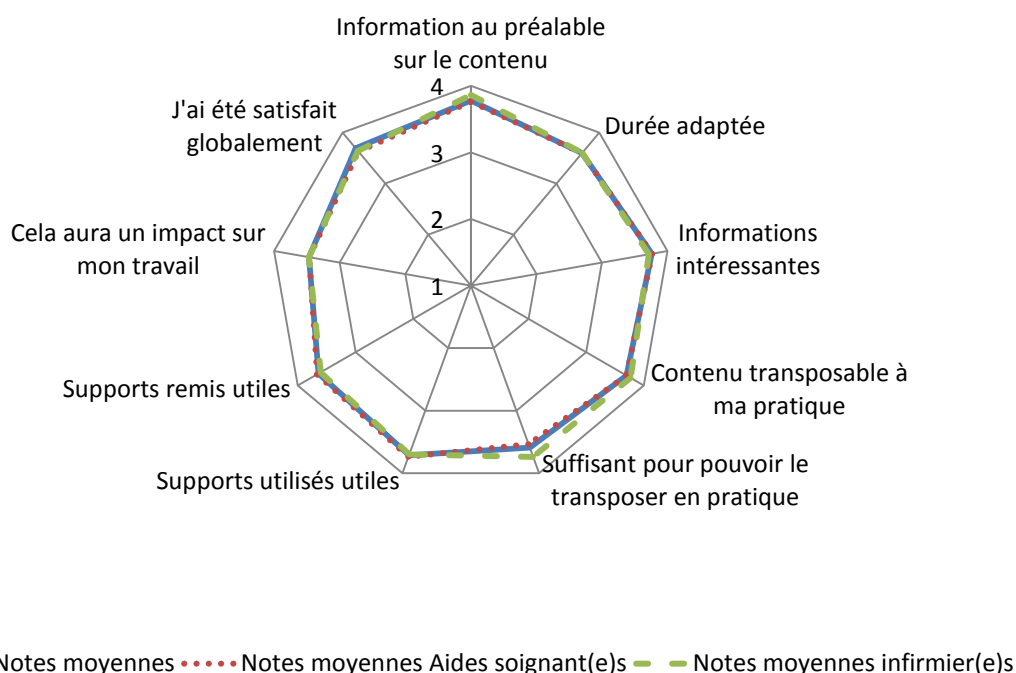 Information au préalable
sur le contenu
4
J'ai été satisfait
globalement
Durée adaptée
3
Cela aura un impact sur
mon travail
2
Informations
intéressantes
1
Supports remis utiles
Contenu transposable à
ma pratique
Supports utilisés utiles
Suffisant pour pouvoir le
transposer en pratique
Notes moyennes Notes moyennes Aides soignant(e)s Notes moyennes infirmier(e)s